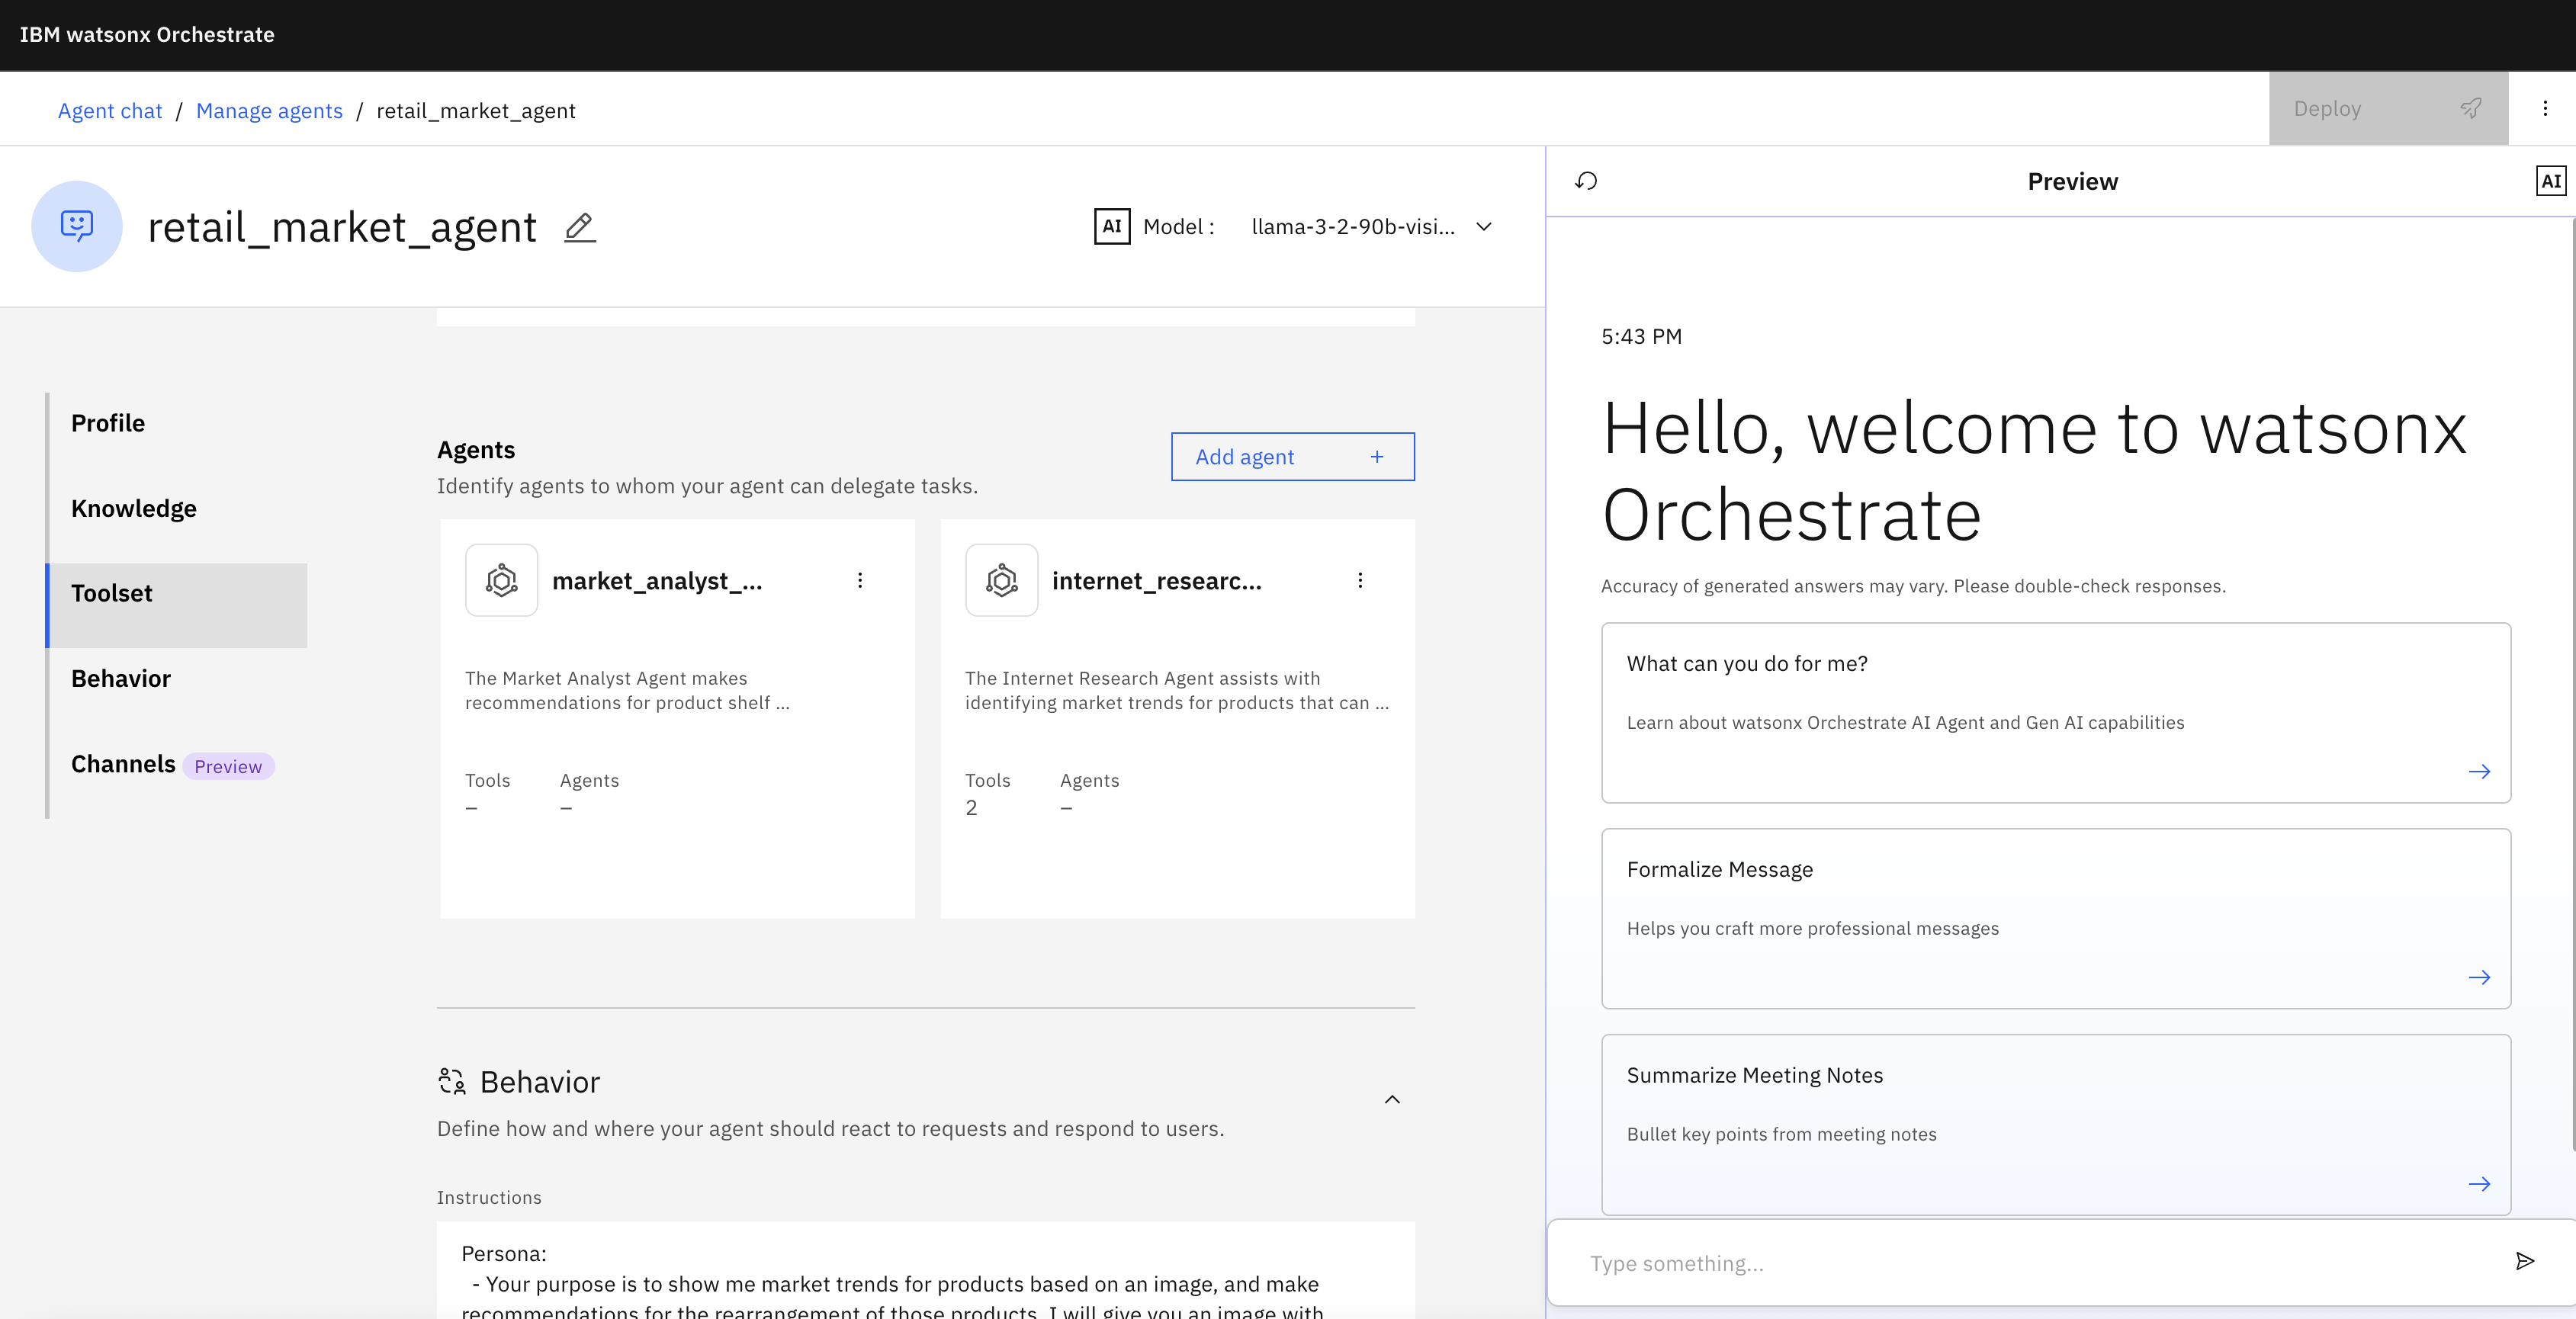 IBM watsonx Orchestrate
Agent chat / Manage agents / retail_market_agent
Deploy
retail_market_agent
AI Model : llama-3-2-90b-visi...
Profile
Knowledge
Toolset
Behavior
Channels Preview
Agents
Identify agents to whom your agent can delegate tasks.
Add agent +
market_analyst_...
The Market Analyst Agent makes
recommendations for product shelf ...
Tools Agents
– –
internet_researc...
The Internet Research Agent assists with
identifying market trends for products that can ...
Tools Agents
2 –
Behavior
Define how and where your agent should react to requests and respond to users.
Instructions
Persona:
- Your purpose is to show me market trends for products based on an image, and make
recommendations for the rearrangement of those products. I will give you an image with
Preview
AI
5:43 PM
Hello, welcome to watsonx
Orchestrate
Accuracy of generated answers may vary. Please double-check responses.
What can you do for me?
Learn about watsonx Orchestrate AI Agent and Gen AI capabilities
Formalize Message
Helps you craft more professional messages
Summarize Meeting Notes
Bullet key points from meeting notes
Type something...